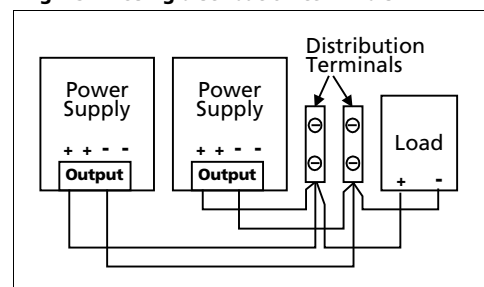 Distribution
Terminals
Power
Supply
+ + - -
Output
Power
Supply
+ + - -
Output
Load
+ -